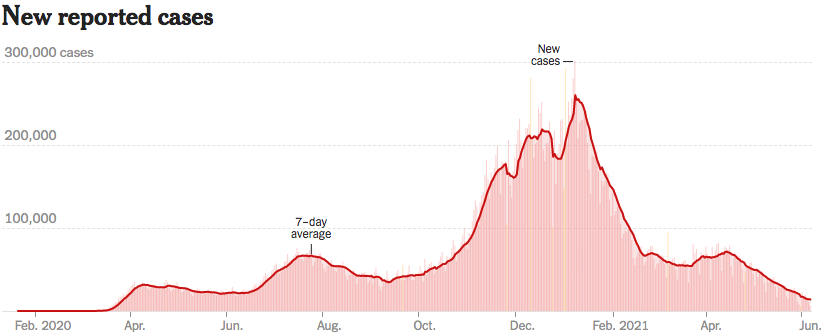 New reported cases
300,000 cases
New
cases
200,000
100,000
7-day
average
Feb. 2020
Apr.
Jun.
Aug.
Oct.
Dec.
Feb. 2021
Apr.
Jun.